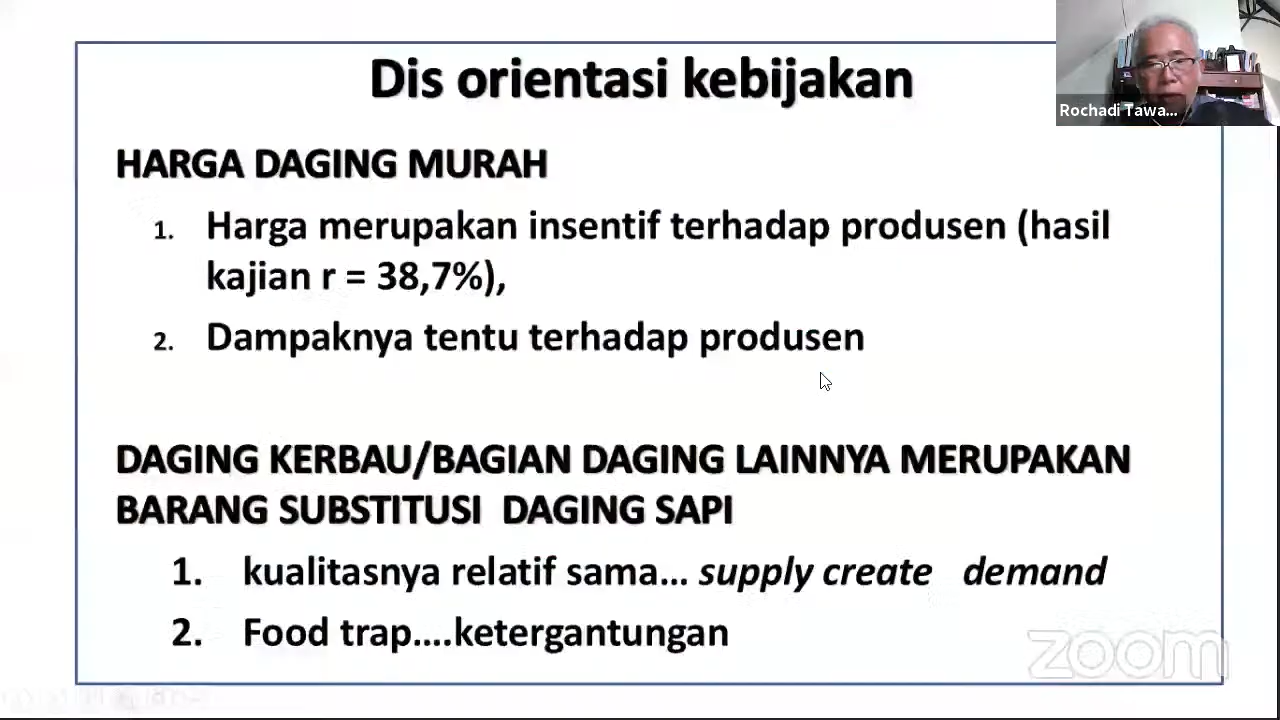 Dis orientasi kebijakan
Rochadi Tawa...
HARGA DAGING MURAH
1. Harga merupakan insentif terhadap produsen (hasil
kajian r = 38,7%),
2. Dampaknya tentu terhadap produsen
DAGING KERBAU/BAGIAN DAGING LAINNYA MERUPAKAN
BARANG SUBSTITUSI DAGING SAPI
1. kualitasnya relatif sama... supply create demand
2. Food trap....ketergantungan
zoom